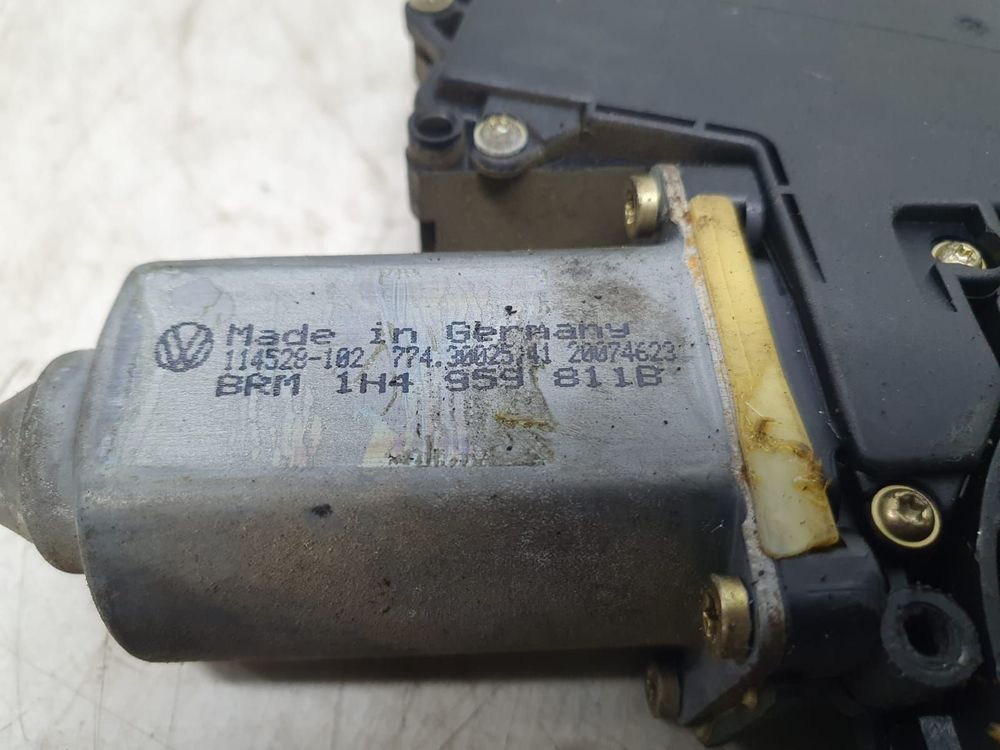 Made in Germany
114528-102 774.30025/41 20074623
BRM 1H4 959 811B